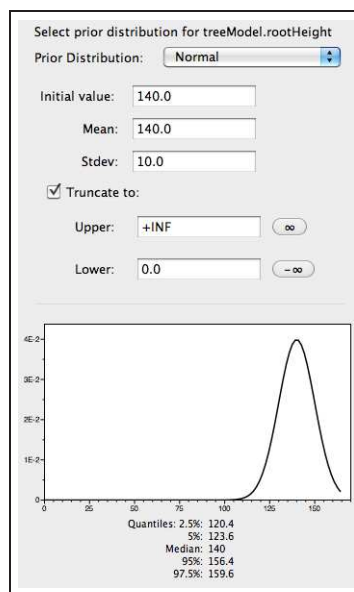 Select prior distribution for treeModel.rootHeight
Prior Distribution: Normal
Initial value: 140.0
Mean: 140.0
Stdev: 10.0
Truncate to:
Upper: +INF ∞
Lower: 0.0 -∞
4E-2
3E-2
2E-2
1E-2
0
0 25 50 75 100 125 150
Quantiles: 2.5%: 120.4
5%: 123.6
Median: 140
95%: 156.4
97.5%: 159.6